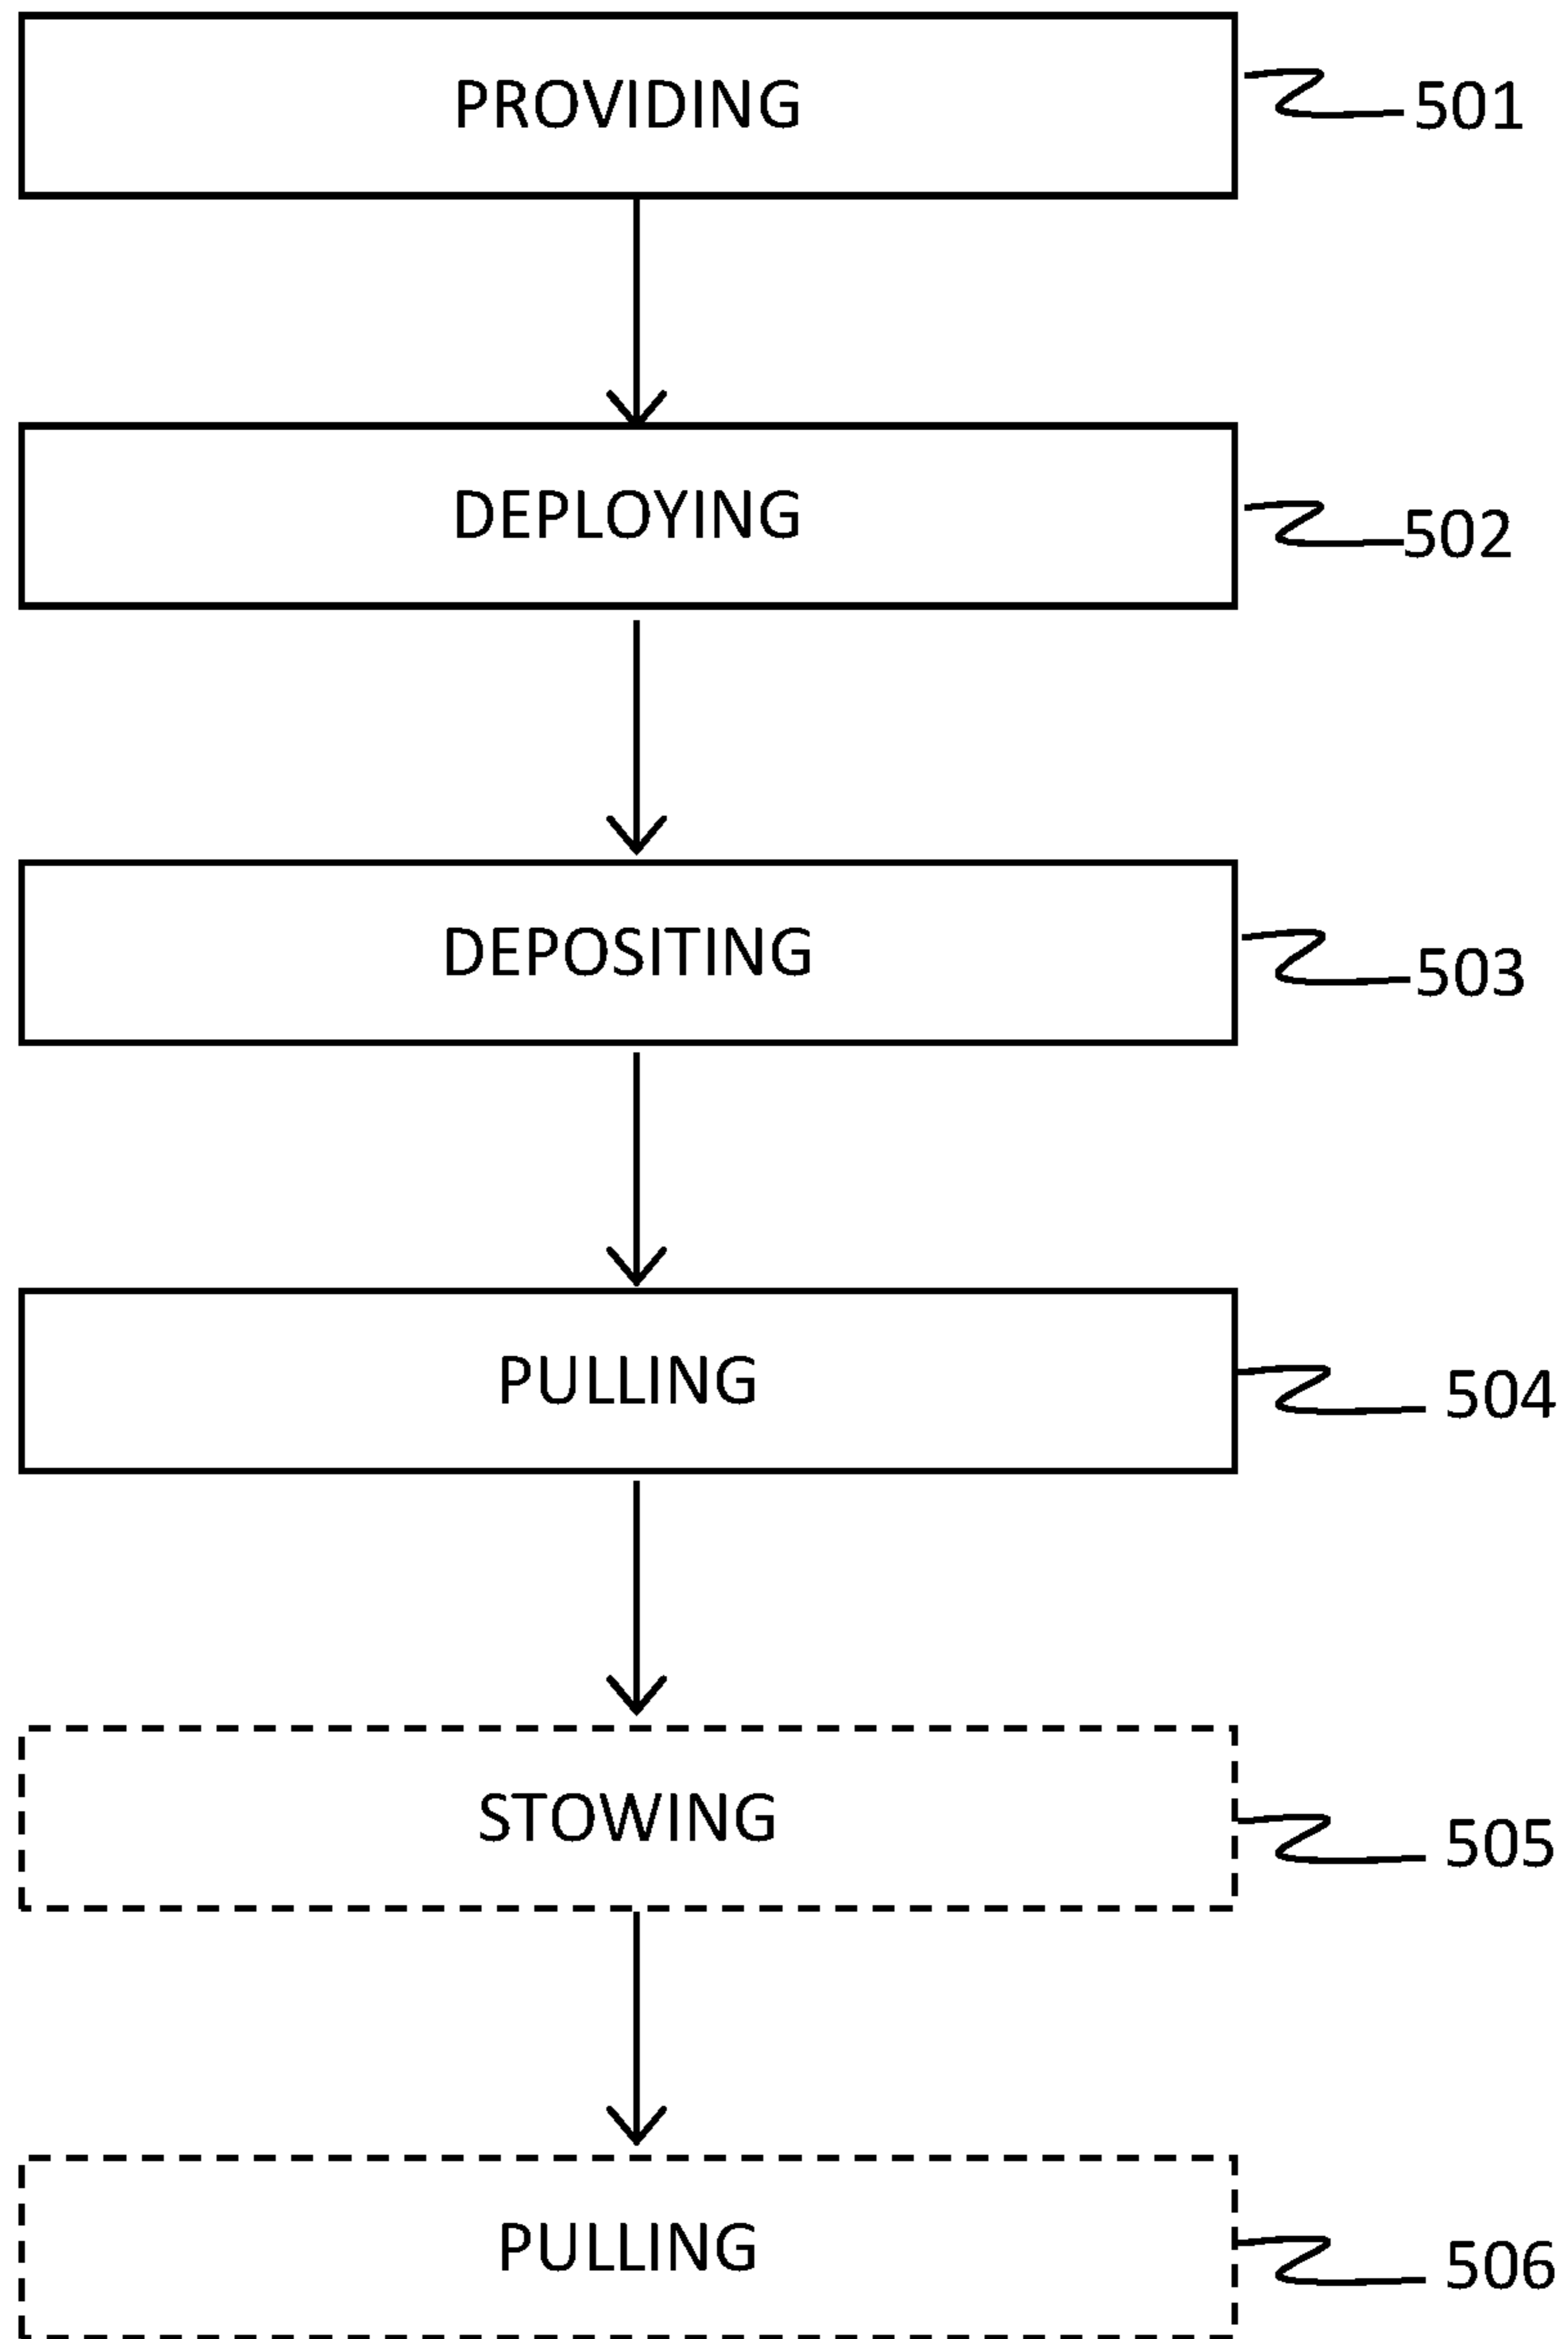 PROVIDING
501
DEPLOYING
502
DEPOSITING
503
PULLING
504
STOWING
505
PULLING
506